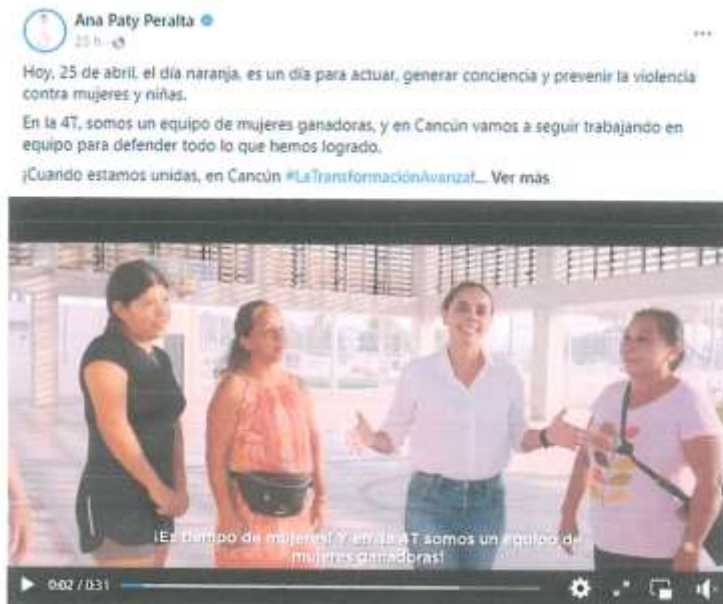 Ana Paty Peralta
23 h
Hoy, 25 de abril, el día naranja, es un día para actuar, generar conciencia y prevenir la violencia
contra mujeres y niñas.
En la 4T, somos un equipo de mujeres ganadoras, y en Cancún vamos a seguir trabajando en
equipo para defender todo lo que hemos logrado.
¡Cuando estamos unidas, en Cancún #LaTransformaciónAvanza!... Ver más
¡Es tiempo de mujeres! Y en la 4T somos un equipo de
mujeres ganadoras!
0:02 / 0:31